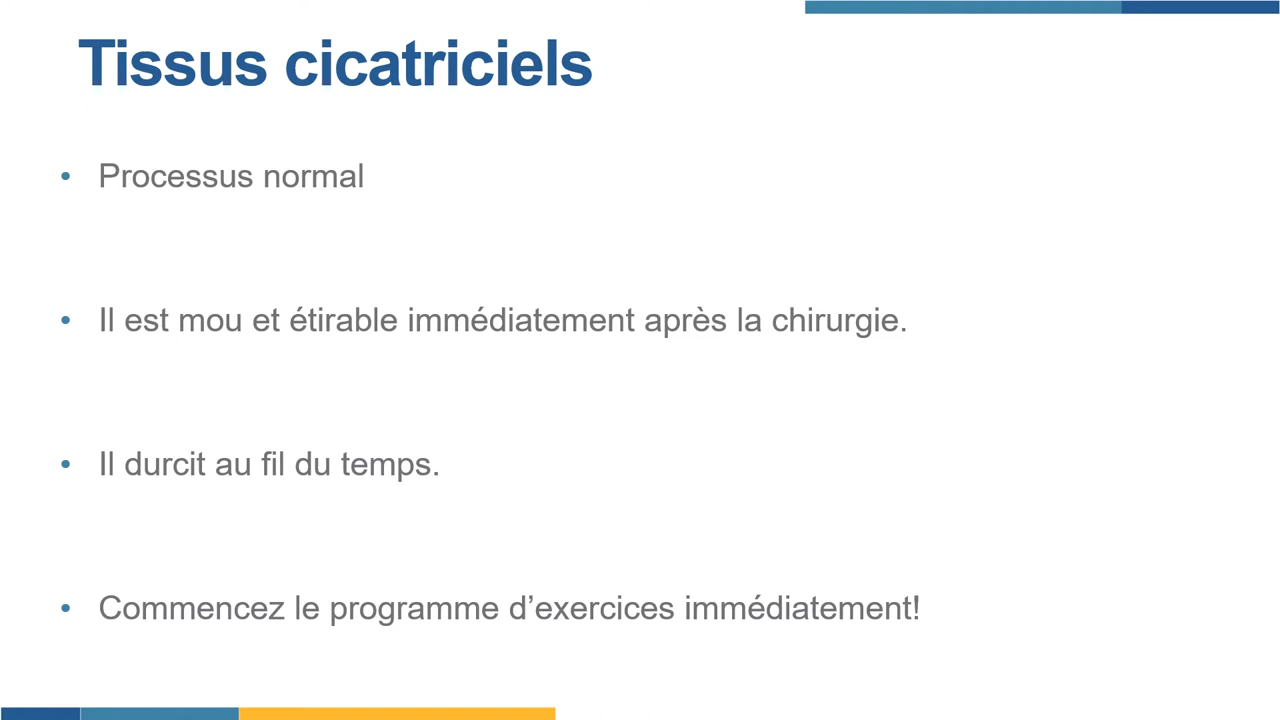 Tissus cicatriciels
• Processus normal
• Il est mou et étirable immédiatement après la chirurgie.
• Il durcit au fil du temps.
• Commencez le programme d’exercices immédiatement!